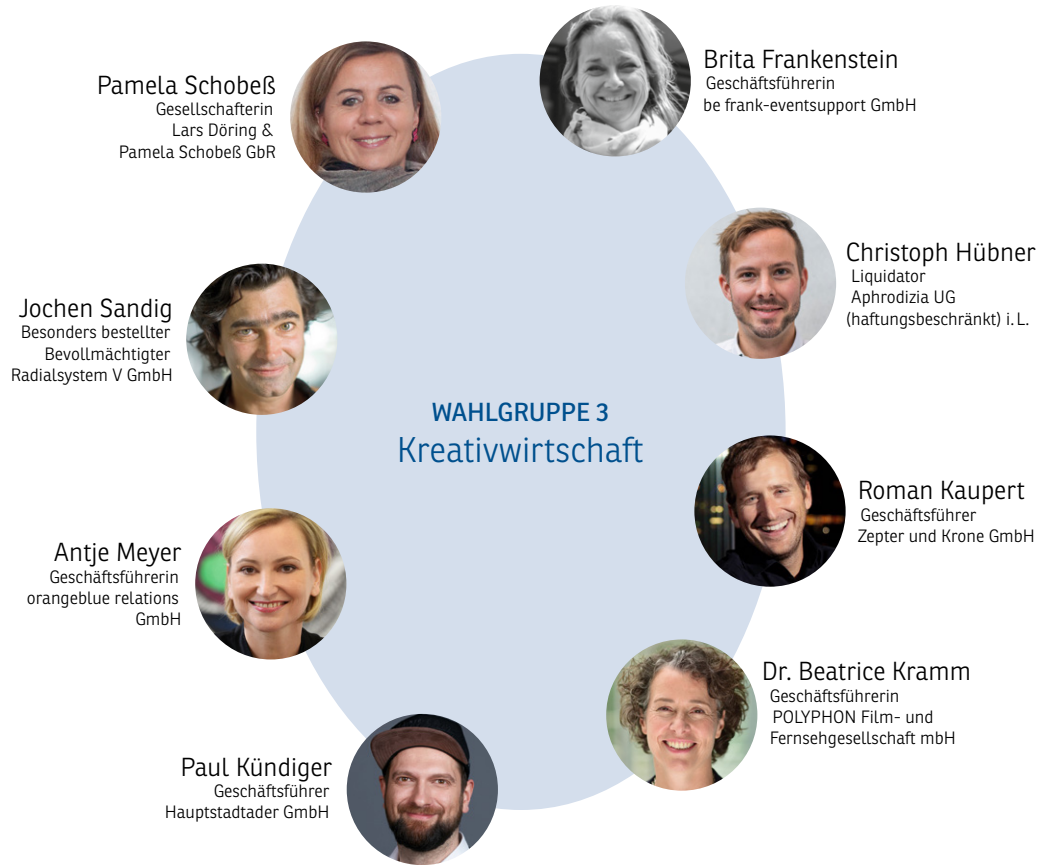 Pamela Schobeß
Gesellschafterin
Lars Döring &
Pamela Schobeß GbR
Brita Frankenstein
Geschäftsführerin
be frank-eventsupport GmbH
Christoph Hübner
Liquidator
Aphrodizia UG
(haftungsbeschränkt) i. L.
Jochen Sandig
Besonders bestellter
Bevollmächtigter
Radialsystem V GmbH
WAHLGRUPPE 3
Kreativwirtschaft
Roman Kaupert
Geschäftsführer
Zepter und Krone GmbH
Antje Meyer
Geschäftsführerin
orangeblue relations
GmbH
Dr. Beatrice Kramm
Geschäftsführerin
POLYPHON Film- und
Fernsehgesellschaft mbH
Paul Kündiger
Geschäftsführer
Hauptstadtader GmbH